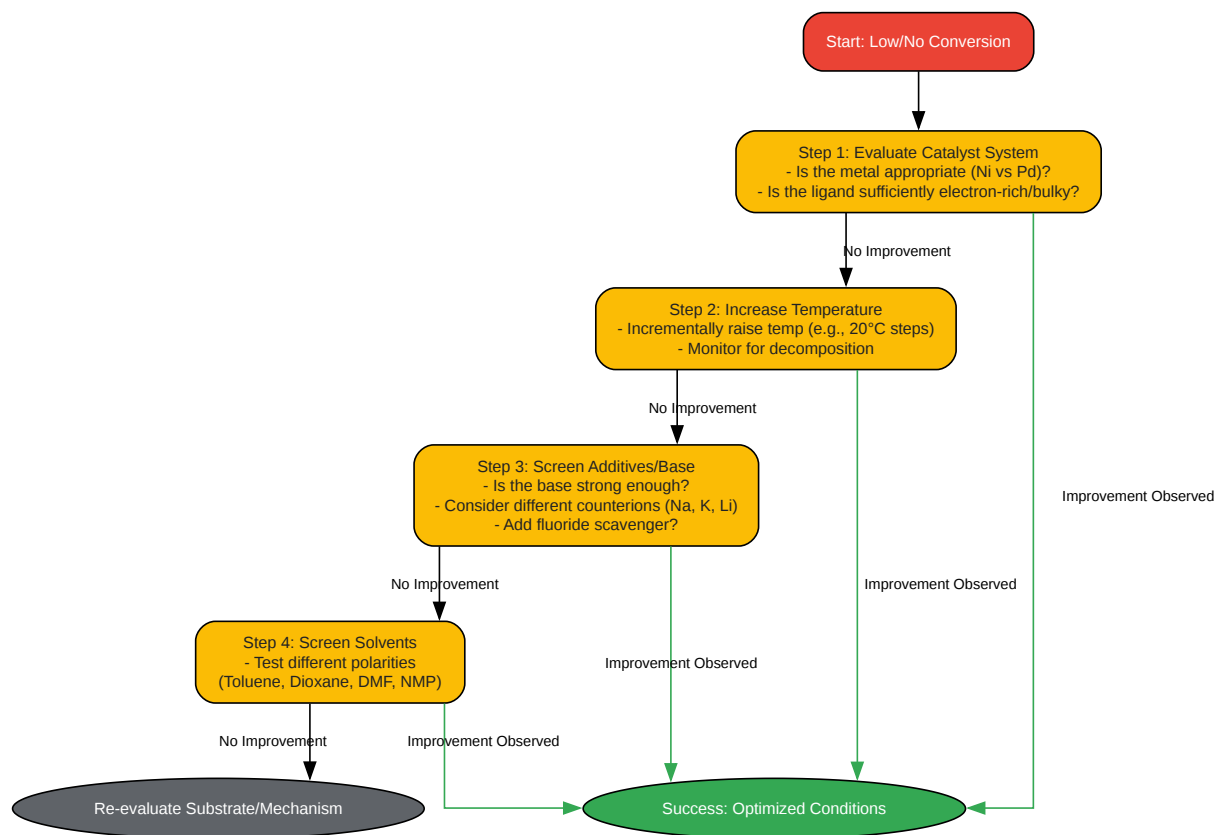 Start: Low/No Conversion
Step 1: Evaluate Catalyst System
- Is the metal appropriate (Ni vs Pd)?
- Is the ligand sufficiently electron-rich/bulky?
No Improvement
Step 2: Increase Temperature
- Incrementally raise temp (e.g., 20°C steps)
- Monitor for decomposition
No Improvement
Step 3: Screen Additives/Base
- Is the base strong enough?
- Consider different counterions (Na, K, Li)
- Add fluoride scavenger?
Improvement Observed
No Improvement
Improvement Observed
Step 4: Screen Solvents
- Test different polarities
(Toluene, Dioxane, DMF, NMP)
Improvement Observed
No Improvement
Improvement Observed
Re-evaluate Substrate/Mechanism
Success: Optimized Conditions